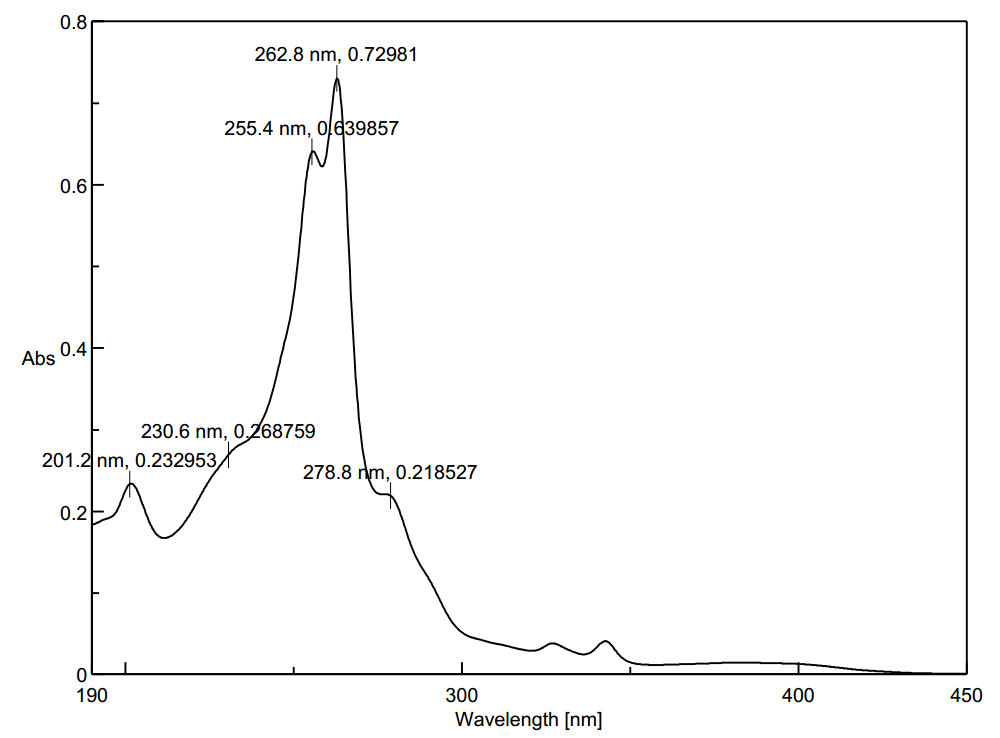 0.8
262.8 nm, 0.72981
255.4 nm, 0.639857
0.6
Abs
0.4
230.6 nm, 0.268759
201.2 nm, 0.232953
278.8 nm, 0.218527
0.2
0
190
300
400
450
Wavelength [nm]